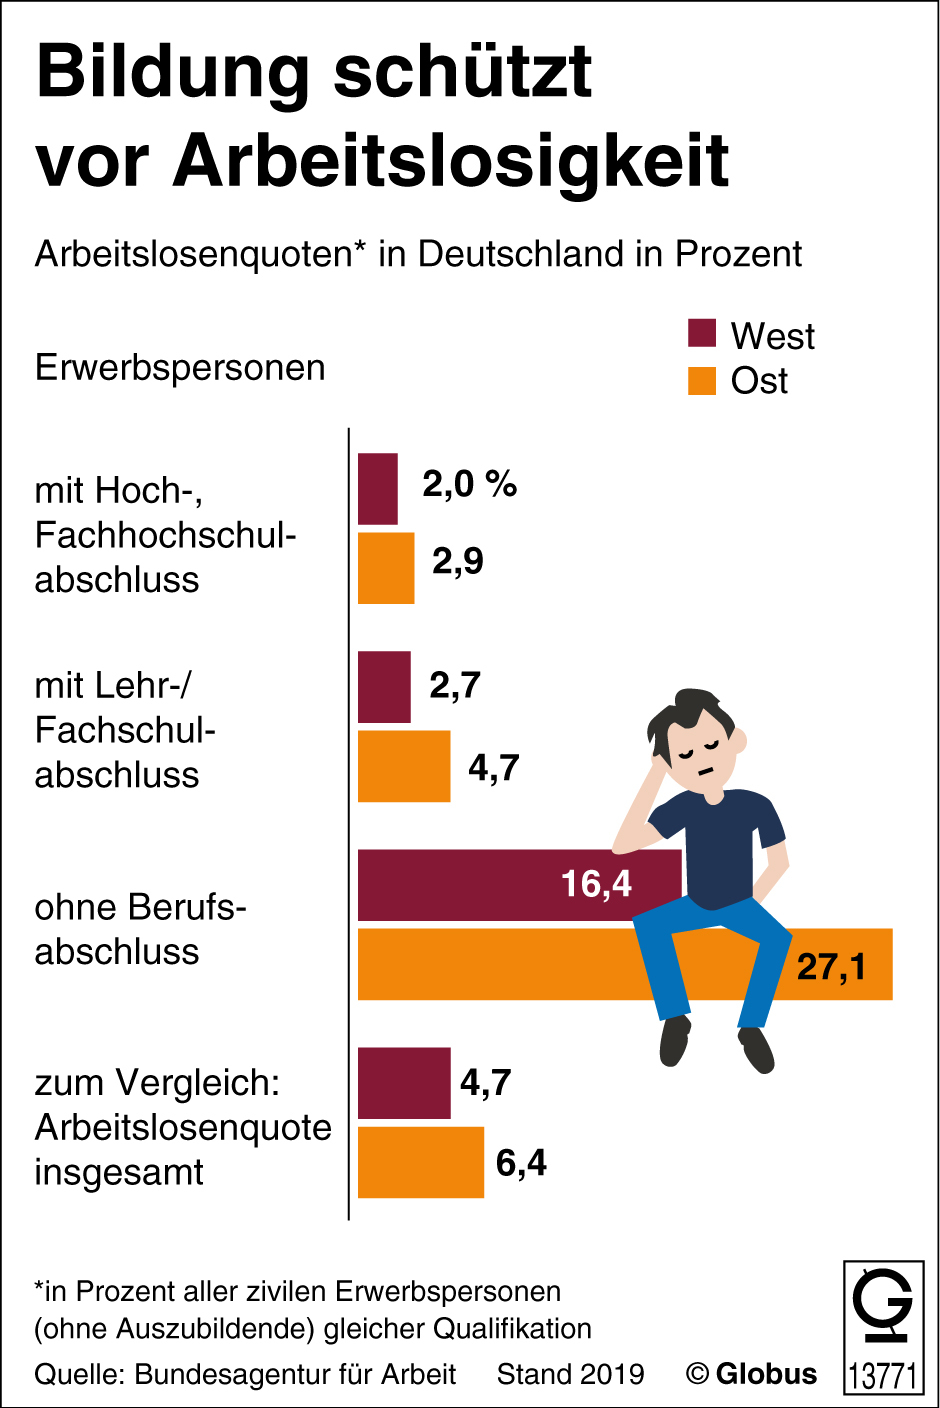 Bildung schützt
vor Arbeitslosigkeit
Arbeitslosenquoten* in Deutschland in Prozent
West
Ost
Erwerbspersonen
mit Hoch-,
Fachhochschul-
abschluss
2,0 %
2,9
mit Lehr-/
Fachschul-
abschluss
2,7
4,7
ohne Berufs-
abschluss
16,4
27,1
zum Vergleich:
Arbeitslosenquote
insgesamt
4,7
6,4
*in Prozent aller zivilen Erwerbspersonen
(ohne Auszubildende) gleicher Qualifikation
Quelle: Bundesagentur für Arbeit Stand 2019 © Globus
G
13771